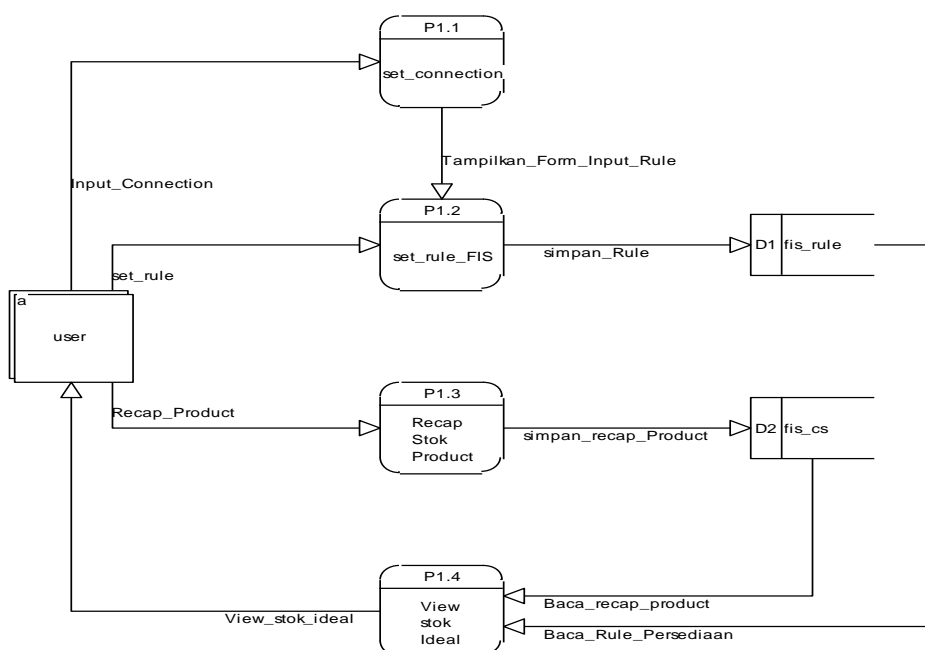 P1.1
set_connection
Tampilkan_Form_Input_Rule
Input_Connection
P1.2
set_rule_FIS
simpan_Rule
D1 fis_rule
set_rule
a
user
Recap_Product
P1.3
Recap
Stok
Product
simpan_recap_Product
D2 fis_cs
P1.4
View
stok
Ideal
View_stok_ideal
Baca_recap_product
Baca_Rule_Persediaan